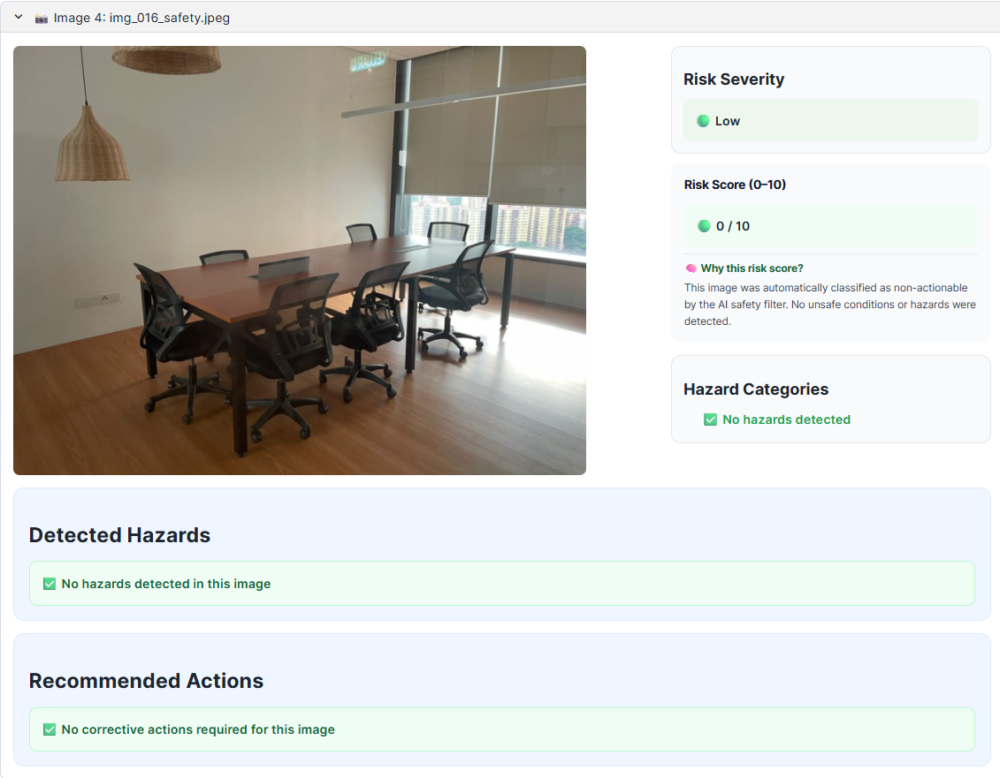 Image 4: img_016_safety.jpeg
KELUAR
Risk Severity
Low
Risk Score (0–10)
0 / 10
Why this risk score?
This image was automatically classified as non-actionable
by the AI safety filter. No unsafe conditions or hazards were
detected.
Hazard Categories
No hazards detected
Detected Hazards
No hazards detected in this image
Recommended Actions
No corrective actions required for this image